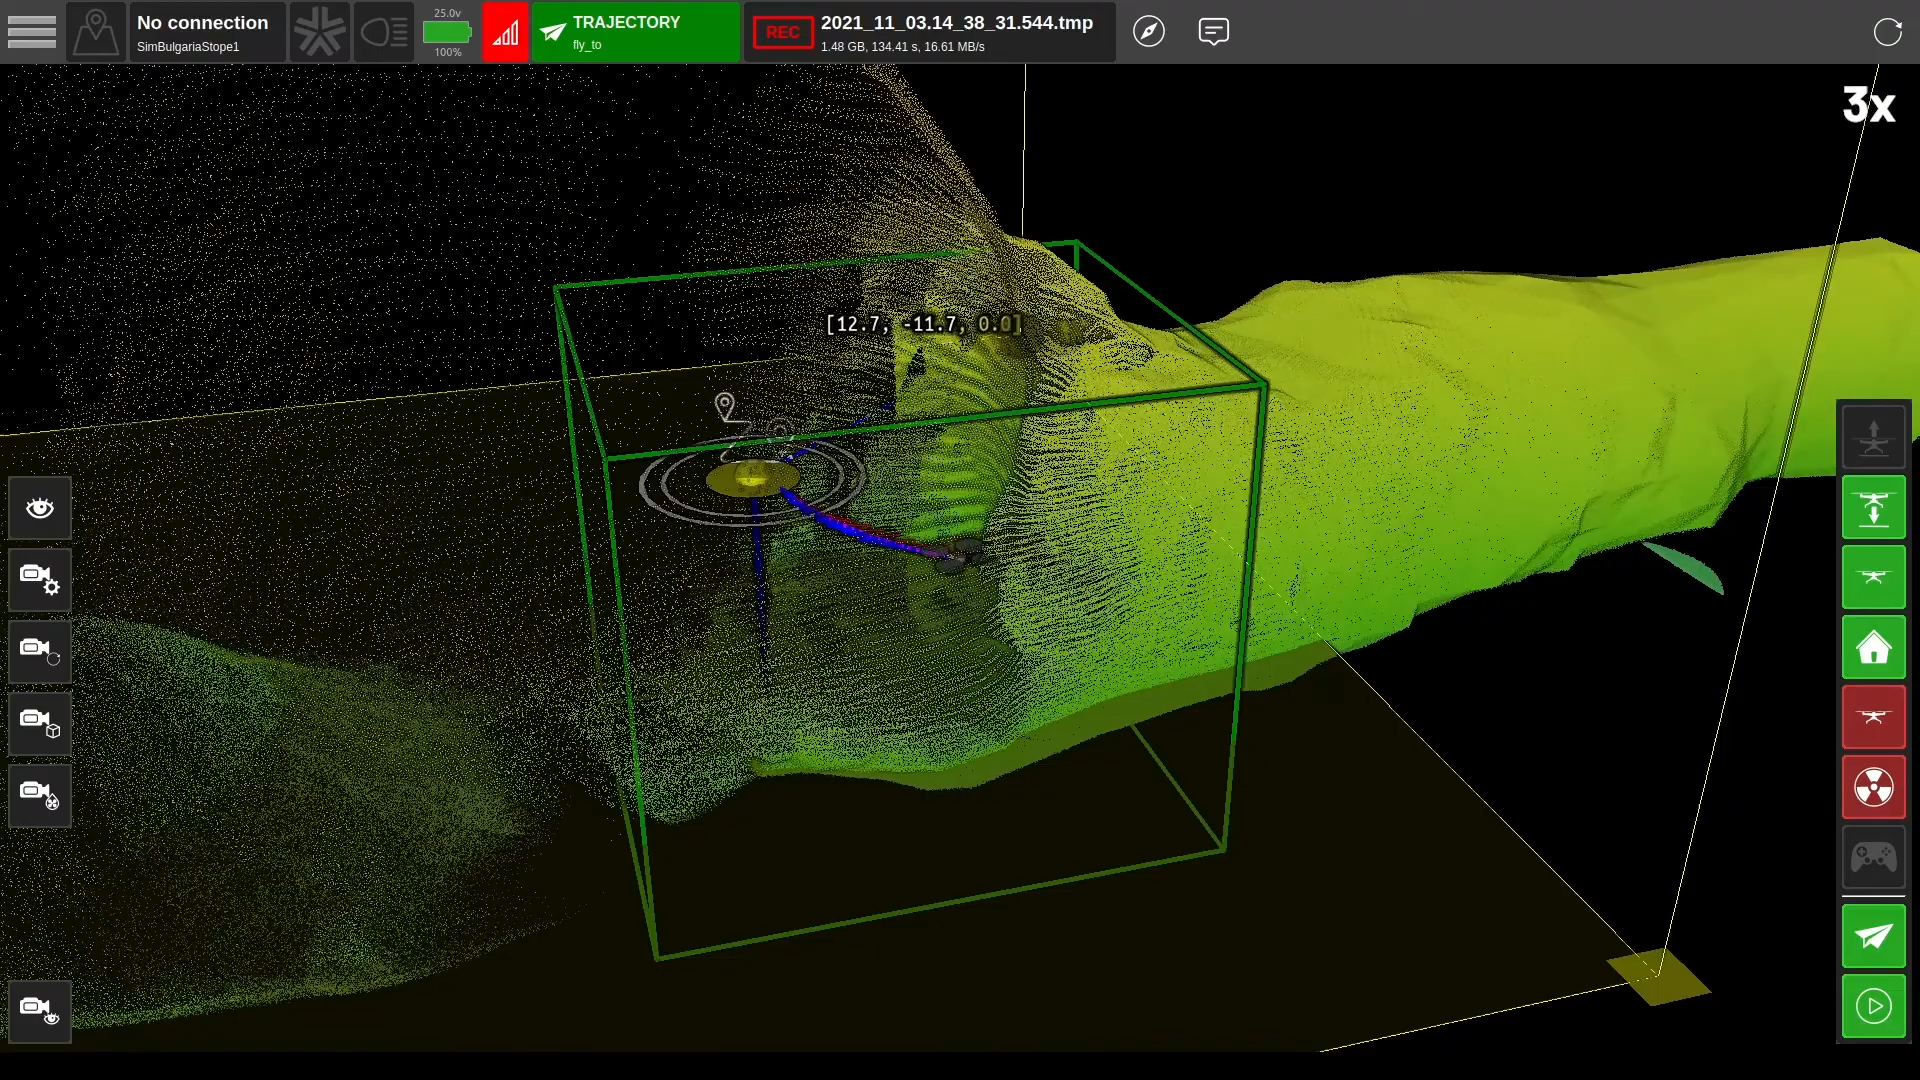 No connection
SimBulgariaStope1
25.0v
100%
TRAJECTORY
fly_to
REC
2021_11_03.14_38_31.544.tmp
1.48 GB, 134.41 s, 16.61 MB/s
3x
[12.7, -11.7, 0.0]